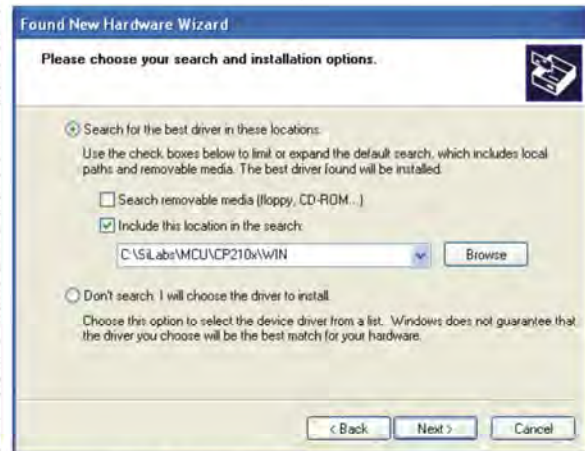 Found New Hardware Wizard
Please choose your search and installation options.
Search for the best driver in these locations.
Use the check boxes below to limit or expand the default search, which includes local
paths and removable media. The best driver found will be installed.
Search removable media (floppy, CD-ROM...)
Include this location in the search:
C:\SiLabs\MCU\CP210x\WIN
Browse
Don't search. I will choose the driver to install.
Choose this option to select the device driver from a list. Windows does not guarantee that
the driver you choose will be the best match for your hardware.
< Back
Next >
Cancel